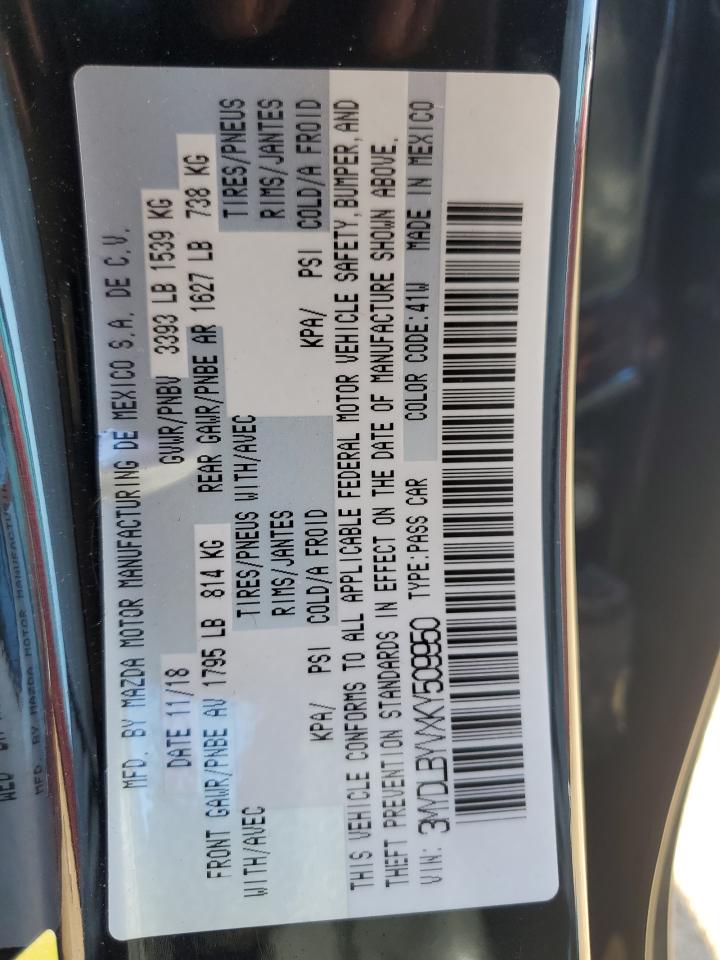 MFD. BY MAZDA MOTOR MANUFACTURING DE MEXICO S.A. DE C.V.
DATE 11/18 GVWR/PNBV 3393 LB 1539 KG
FRONT GAWR/PNBE AV 1795 LB 814 KG REAR GAWR/PNBE AR 1627 LB 738 KG
WITH/AVEC TIRES/PNEUS WITH/AVEC TIRES/PNEUS
RIMS/JANTES RIMS/JANTES
KPA/ PSI COLD/A FROID KPA/ PSI COLD/A FROID
THIS VEHICLE CONFORMS TO ALL APPLICABLE FEDERAL MOTOR VEHICLE SAFETY, BUMPER, AND
THEFT PREVENTION STANDARDS IN EFFECT ON THE DATE OF MANUFACTURE SHOWN ABOVE.
VIN: 3MYDLBYVXKY509950 TYPE:PASS CAR COLOR CODE:41W MADE IN MEXICO